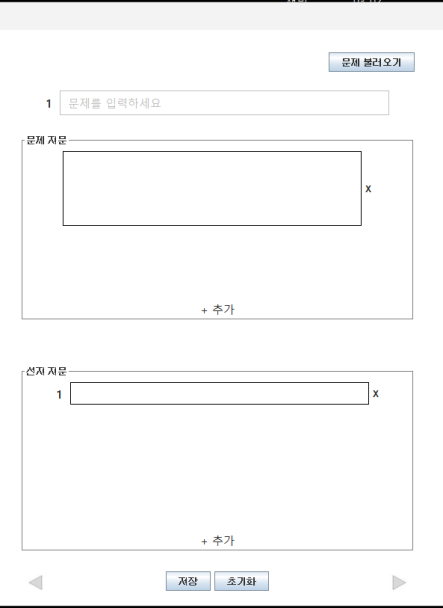 문제 불러오기
1 문제를 입력하세요
문제 지문
x
+ 추가
선지 지문
1 x
+ 추가
저장 초기화